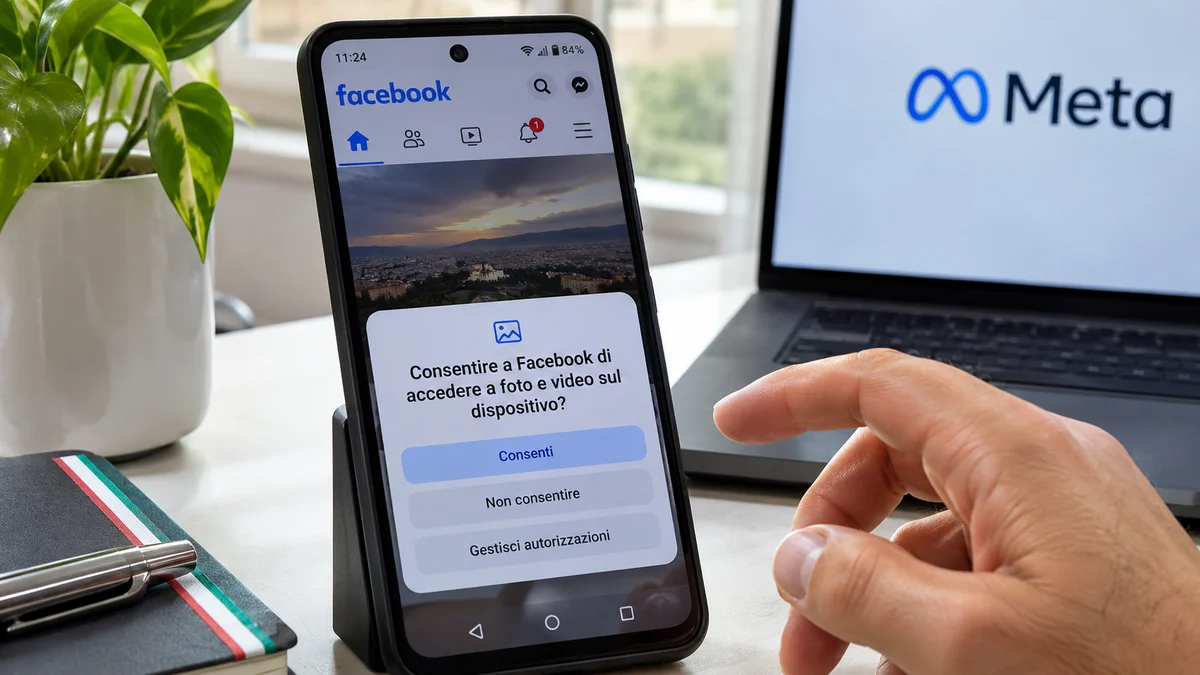 11:24
84%
facebook
1
Consentire a Facebook di
accedere a foto e video sul
dispositivo?
Consenti
Non consentire
Gestisci autorizzazioni
Meta